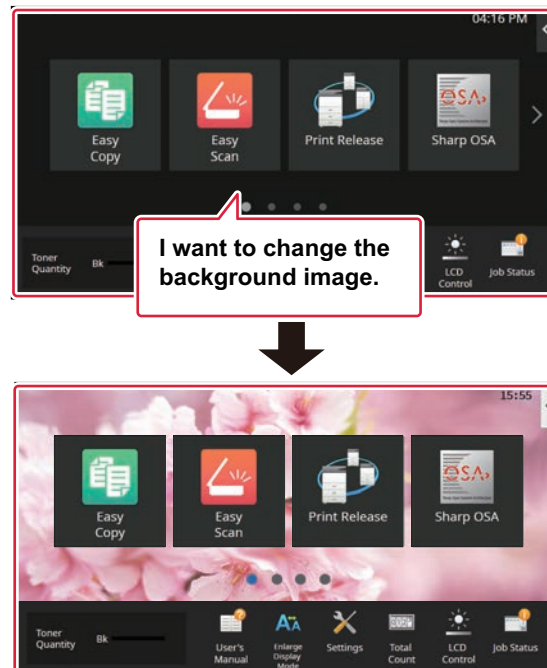 04:16 PM
Easy
Copy
Easy
Scan
Print Release
Sharp OSA
I want to change the
background image.
Toner
Quantity
Bk
LCD
Control
Job Status
15:55
Easy
Copy
Easy
Scan
Print Release
Sharp OSA
Toner
Quantity
Bk
User's
Manual
Enlarge
Display
Mode
Settings
Total
Count
LCD
Control
Job Status